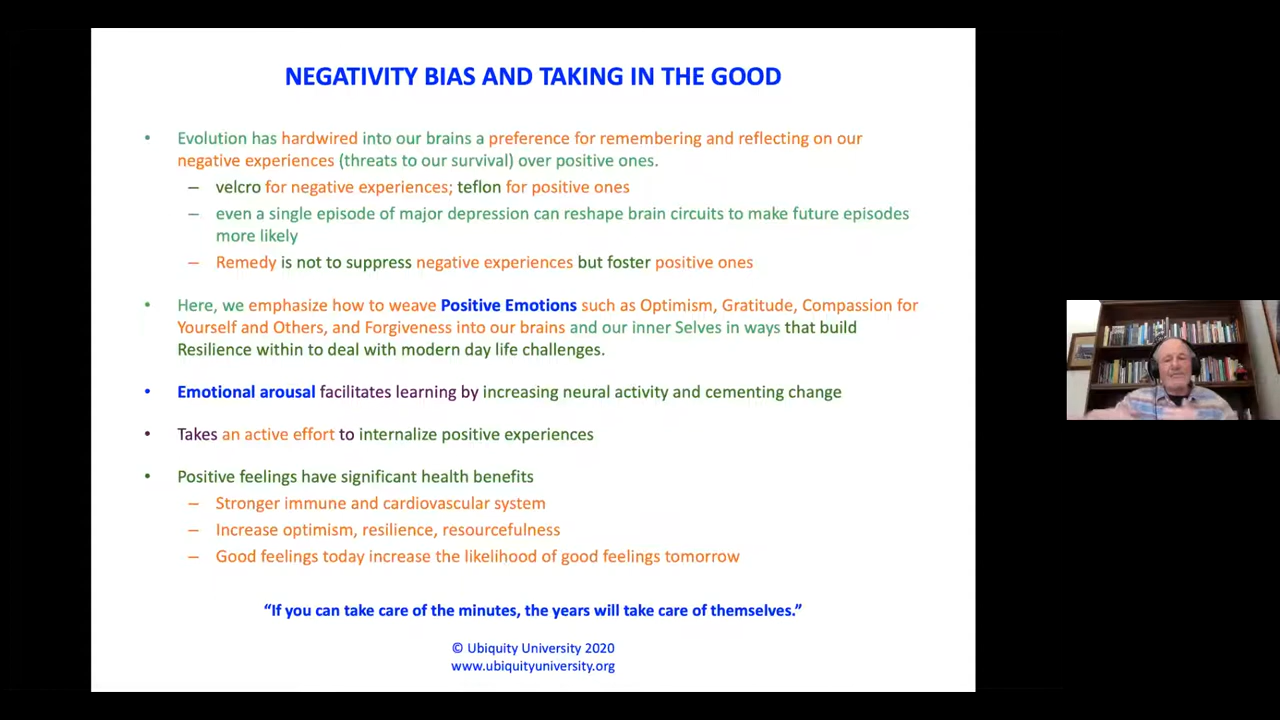 NEGATIVITY BIAS AND TAKING IN THE GOOD
• Evolution has hardwired into our brains a preference for remembering and reflecting on our
negative experiences (threats to our survival) over positive ones.
– velcro for negative experiences; teflon for positive ones
– even a single episode of major depression can reshape brain circuits to make future episodes
more likely
– Remedy is not to suppress negative experiences but foster positive ones
• Here, we emphasize how to weave Positive Emotions such as Optimism, Gratitude, Compassion for
Yourself and Others, and Forgiveness into our brains and our inner Selves in ways that build
Resilience within to deal with modern day life challenges.
• Emotional arousal facilitates learning by increasing neural activity and cementing change
• Takes an active effort to internalize positive experiences
• Positive feelings have significant health benefits
– Stronger immune and cardiovascular system
– Increase optimism, resilience, resourcefulness
– Good feelings today increase the likelihood of good feelings tomorrow
“If you can take care of the minutes, the years will take care of themselves.”
© Ubiquity University 2020
www.ubiquityuniversity.org